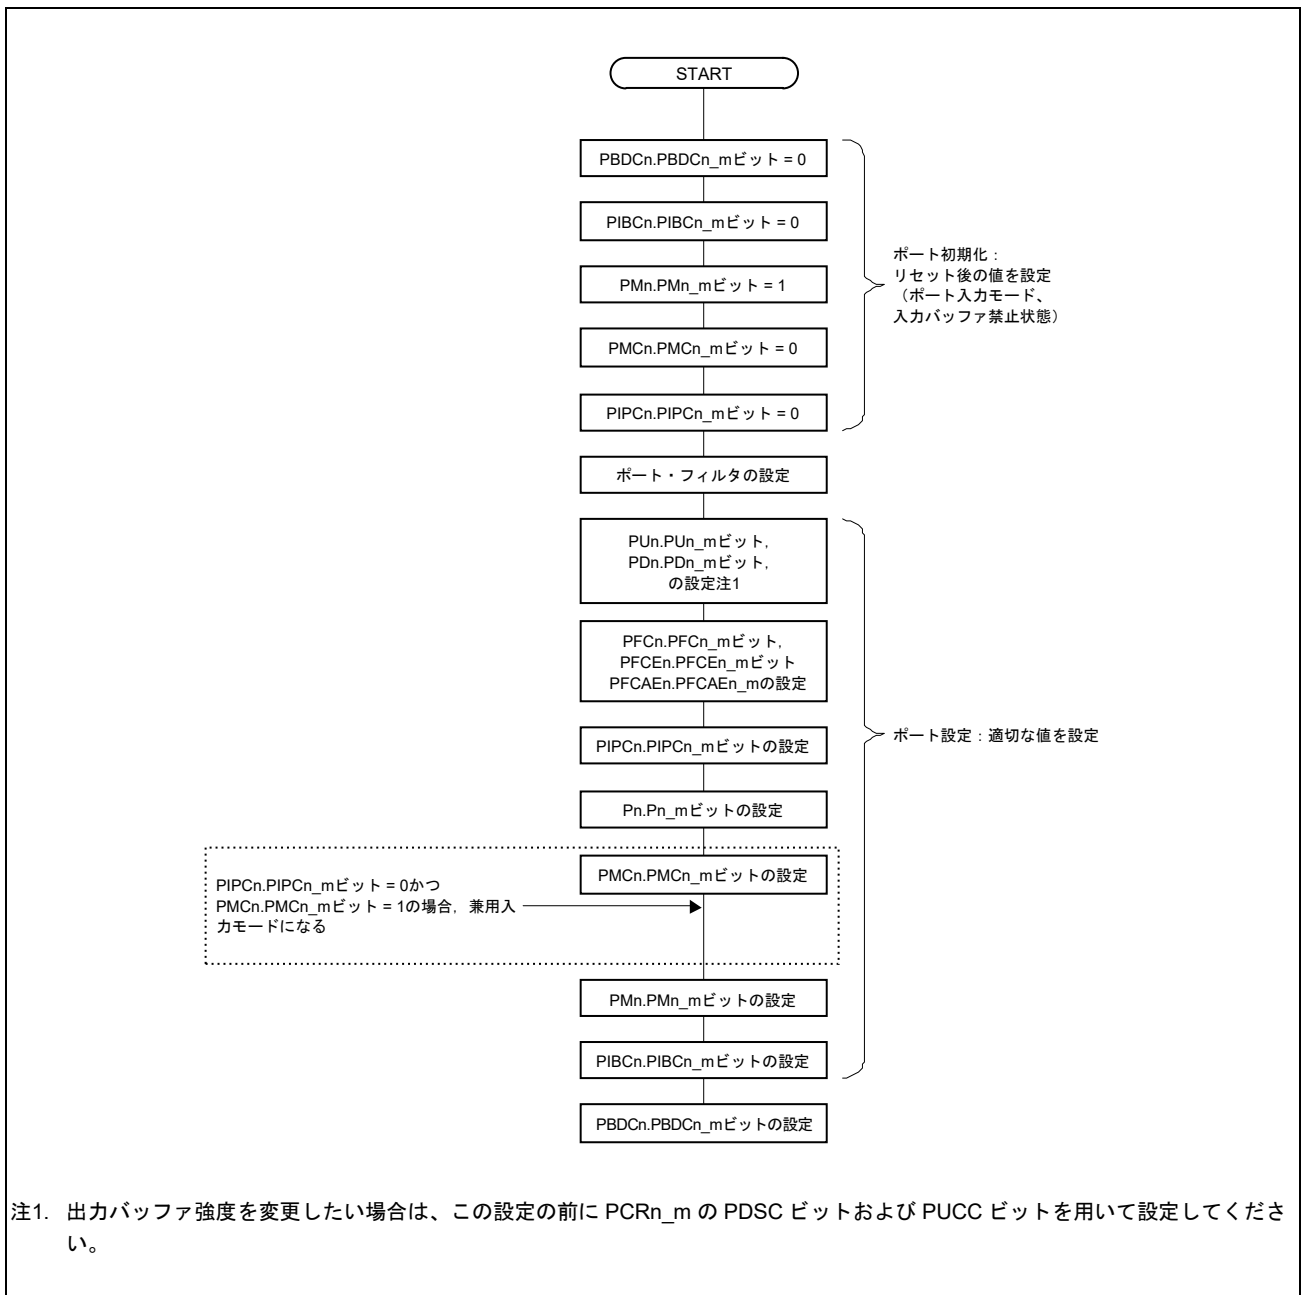 START
PBDCn.PBDCn_mビット = 0
PIBCn.PIBCn_mビット = 0
PMn.PMn_mビット = 1
PMCn.PMCn_mビット = 0
PIPCn.PIPCn_mビット = 0
ポート初期化：
リセット後の値を設定
（ポート入力モード、
入力バッファ禁止状態）
ポート・フィルタの設定
PUn.PUn_mビット,
PDn.PDn_mビット,
の設定注1
PFCn.PFCn_mビット,
PFCEn.PFCEn_mビット
PFCAEn.PFCAEn_mの設定
PIPCn.PIPCn_mビットの設定
ポート設定：適切な値を設定
Pn.Pn_mビットの設定
PMCn.PMCn_mビットの設定
PIPCn.PIPCn_mビット = 0かつ
PMCn.PMCn_mビット = 1の場合, 兼用入
力モードになる
PMn.PMn_mビットの設定
PIBCn.PIBCn_mビットの設定
PBDCn.PBDCn_mビットの設定
注1. 出力バッファ強度を変更したい場合は、この設定の前に PCRn_m の PDSC ビットおよび PUCC ビットを用いて設定してくださ
い。